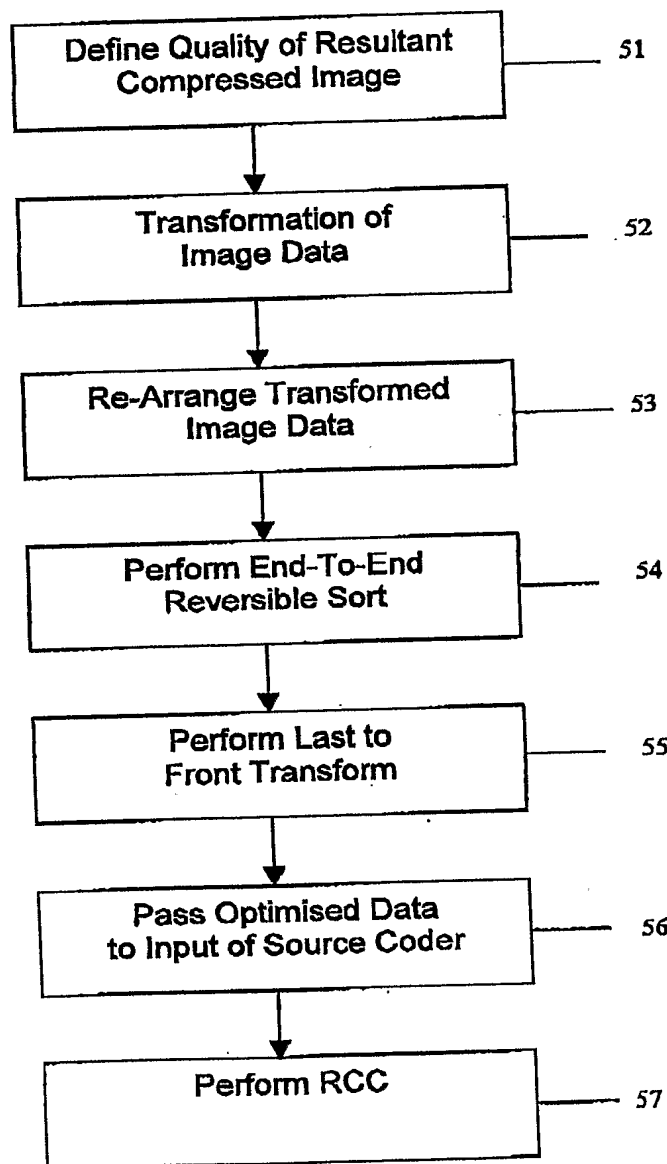 Define Quality of Resultant
Compressed Image
51
Transformation of
Image Data
52
Re-Arrange Transformed
Image Data
53
Perform End-To-End
Reversible Sort
54
Perform Last to
Front Transform
55
Pass Optimised Data
to Input of Source Coder
56
Perform RCC
57